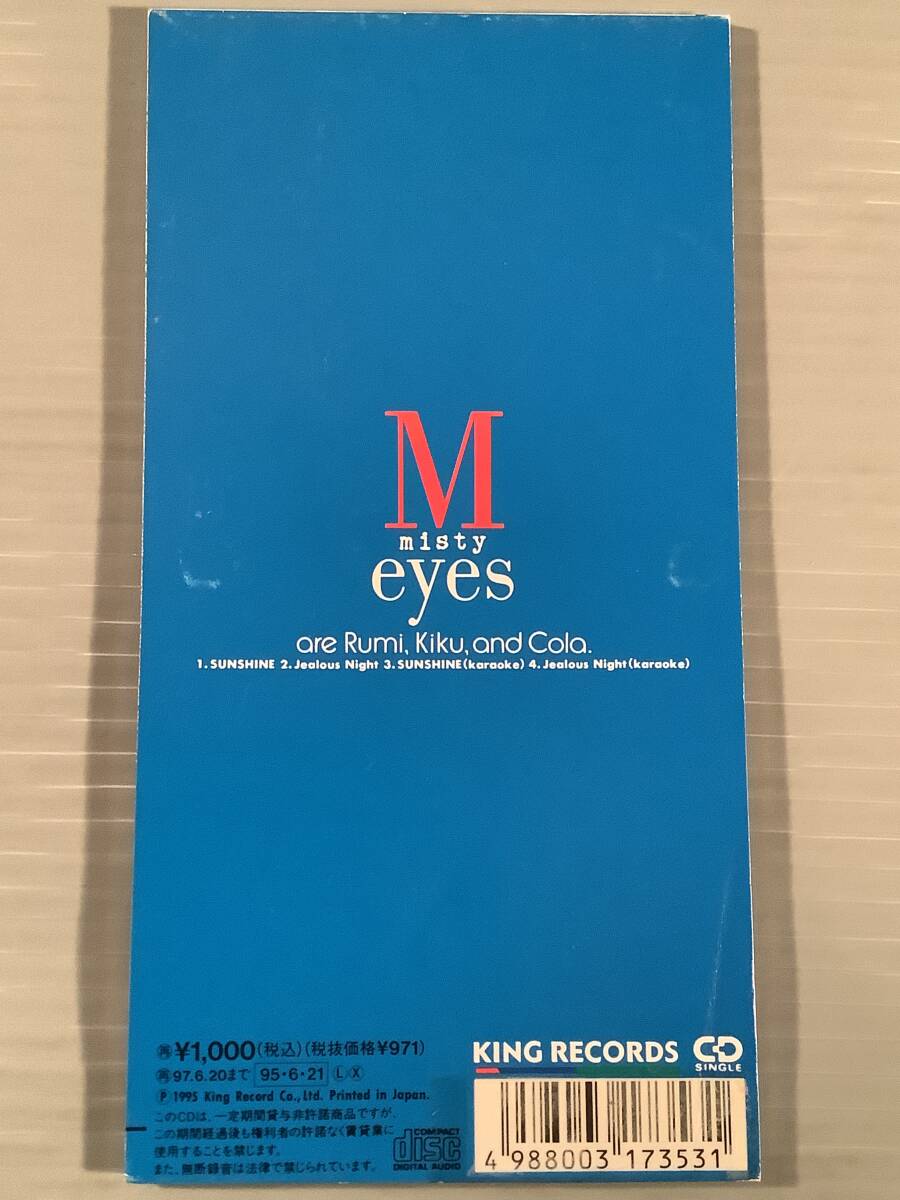 M
misty
eyes
are Rumi, Kiku, and Cola.
1. SUNSHINE 2. Jealous Night 3. SUNSHINE(karaoke) 4. Jealous Night(karaoke)
再 ¥1,000(税込)(税抜価格¥971)
再 97.6.20まで 95・6・21 L X
Ⓟ 1995 King Record Co., Ltd. Printed in Japan.
このCDは、一定期間貸与非許諾商品ですが、
この期間経過後も権利者の許諾なく賃貸業に
使用することを禁じます。
また、無断録音は法律で禁じられています。
COMPACT
disc
DIGITAL AUDIO
KING RECORDS
CD
SINGLE
4 988003 173531